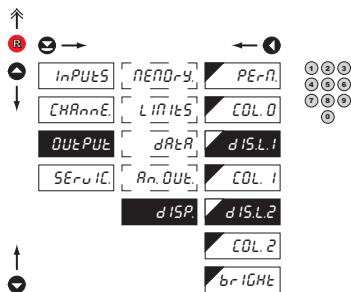 R
InPUtS MEMOrY. PErM. 1 2 3
CHAnnE. LIMItS COL. 0 4 5 6
OUtPUt dAtA dIS.L.1 7 8 9
SErvIC. An. OUt. COL. 1 0
dISP. dIS.L.2
COL. 2
brIGHt